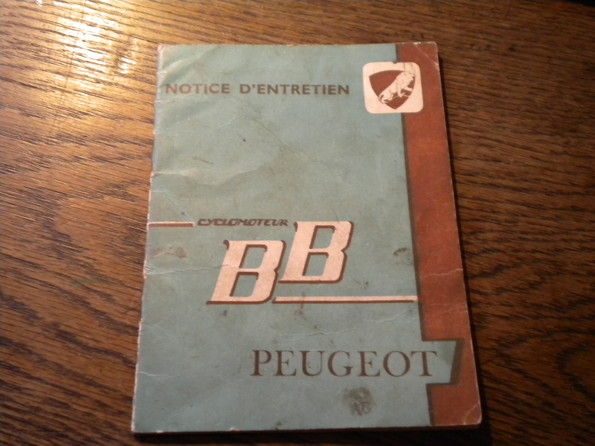 NOTICE D'ENTRETIEN
CYCLOMOTEUR
BB
PEUGEOT